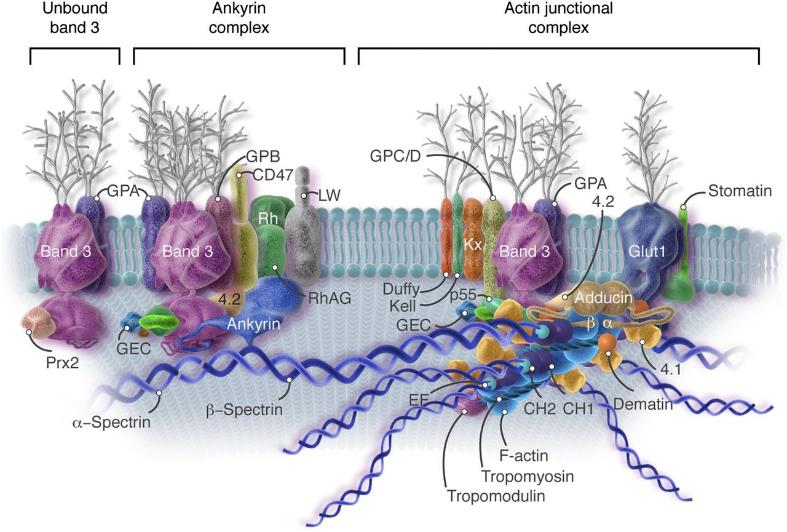 Unbound
band 3
Ankyrin
complex
Actin junctional
complex
GPA
GPB
CD47
LW
GPC/D
GPA
4.2
Stomatin
Rh
Band 3
Band 3
Kx
Band 3
Glut1
4.2
RhAG
Duffy
Kell
p55
Adducin
GEC
Ankyrin
β α
Prx2
GEC
4.1
α–Spectrin
β–Spectrin
EF
CH2
CH1
Dematin
F-actin
Tropomyosin
Tropomodulin